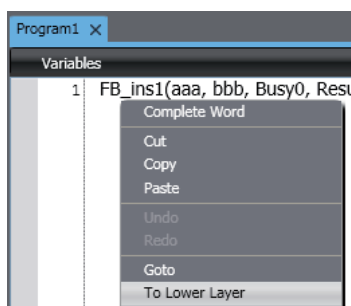 Program1 ×
Variables
1 FB_ins1(aaa, bbb, Busy0, Resu
Complete Word
Cut
Copy
Paste
Undo
Redo
Goto
To Lower Layer